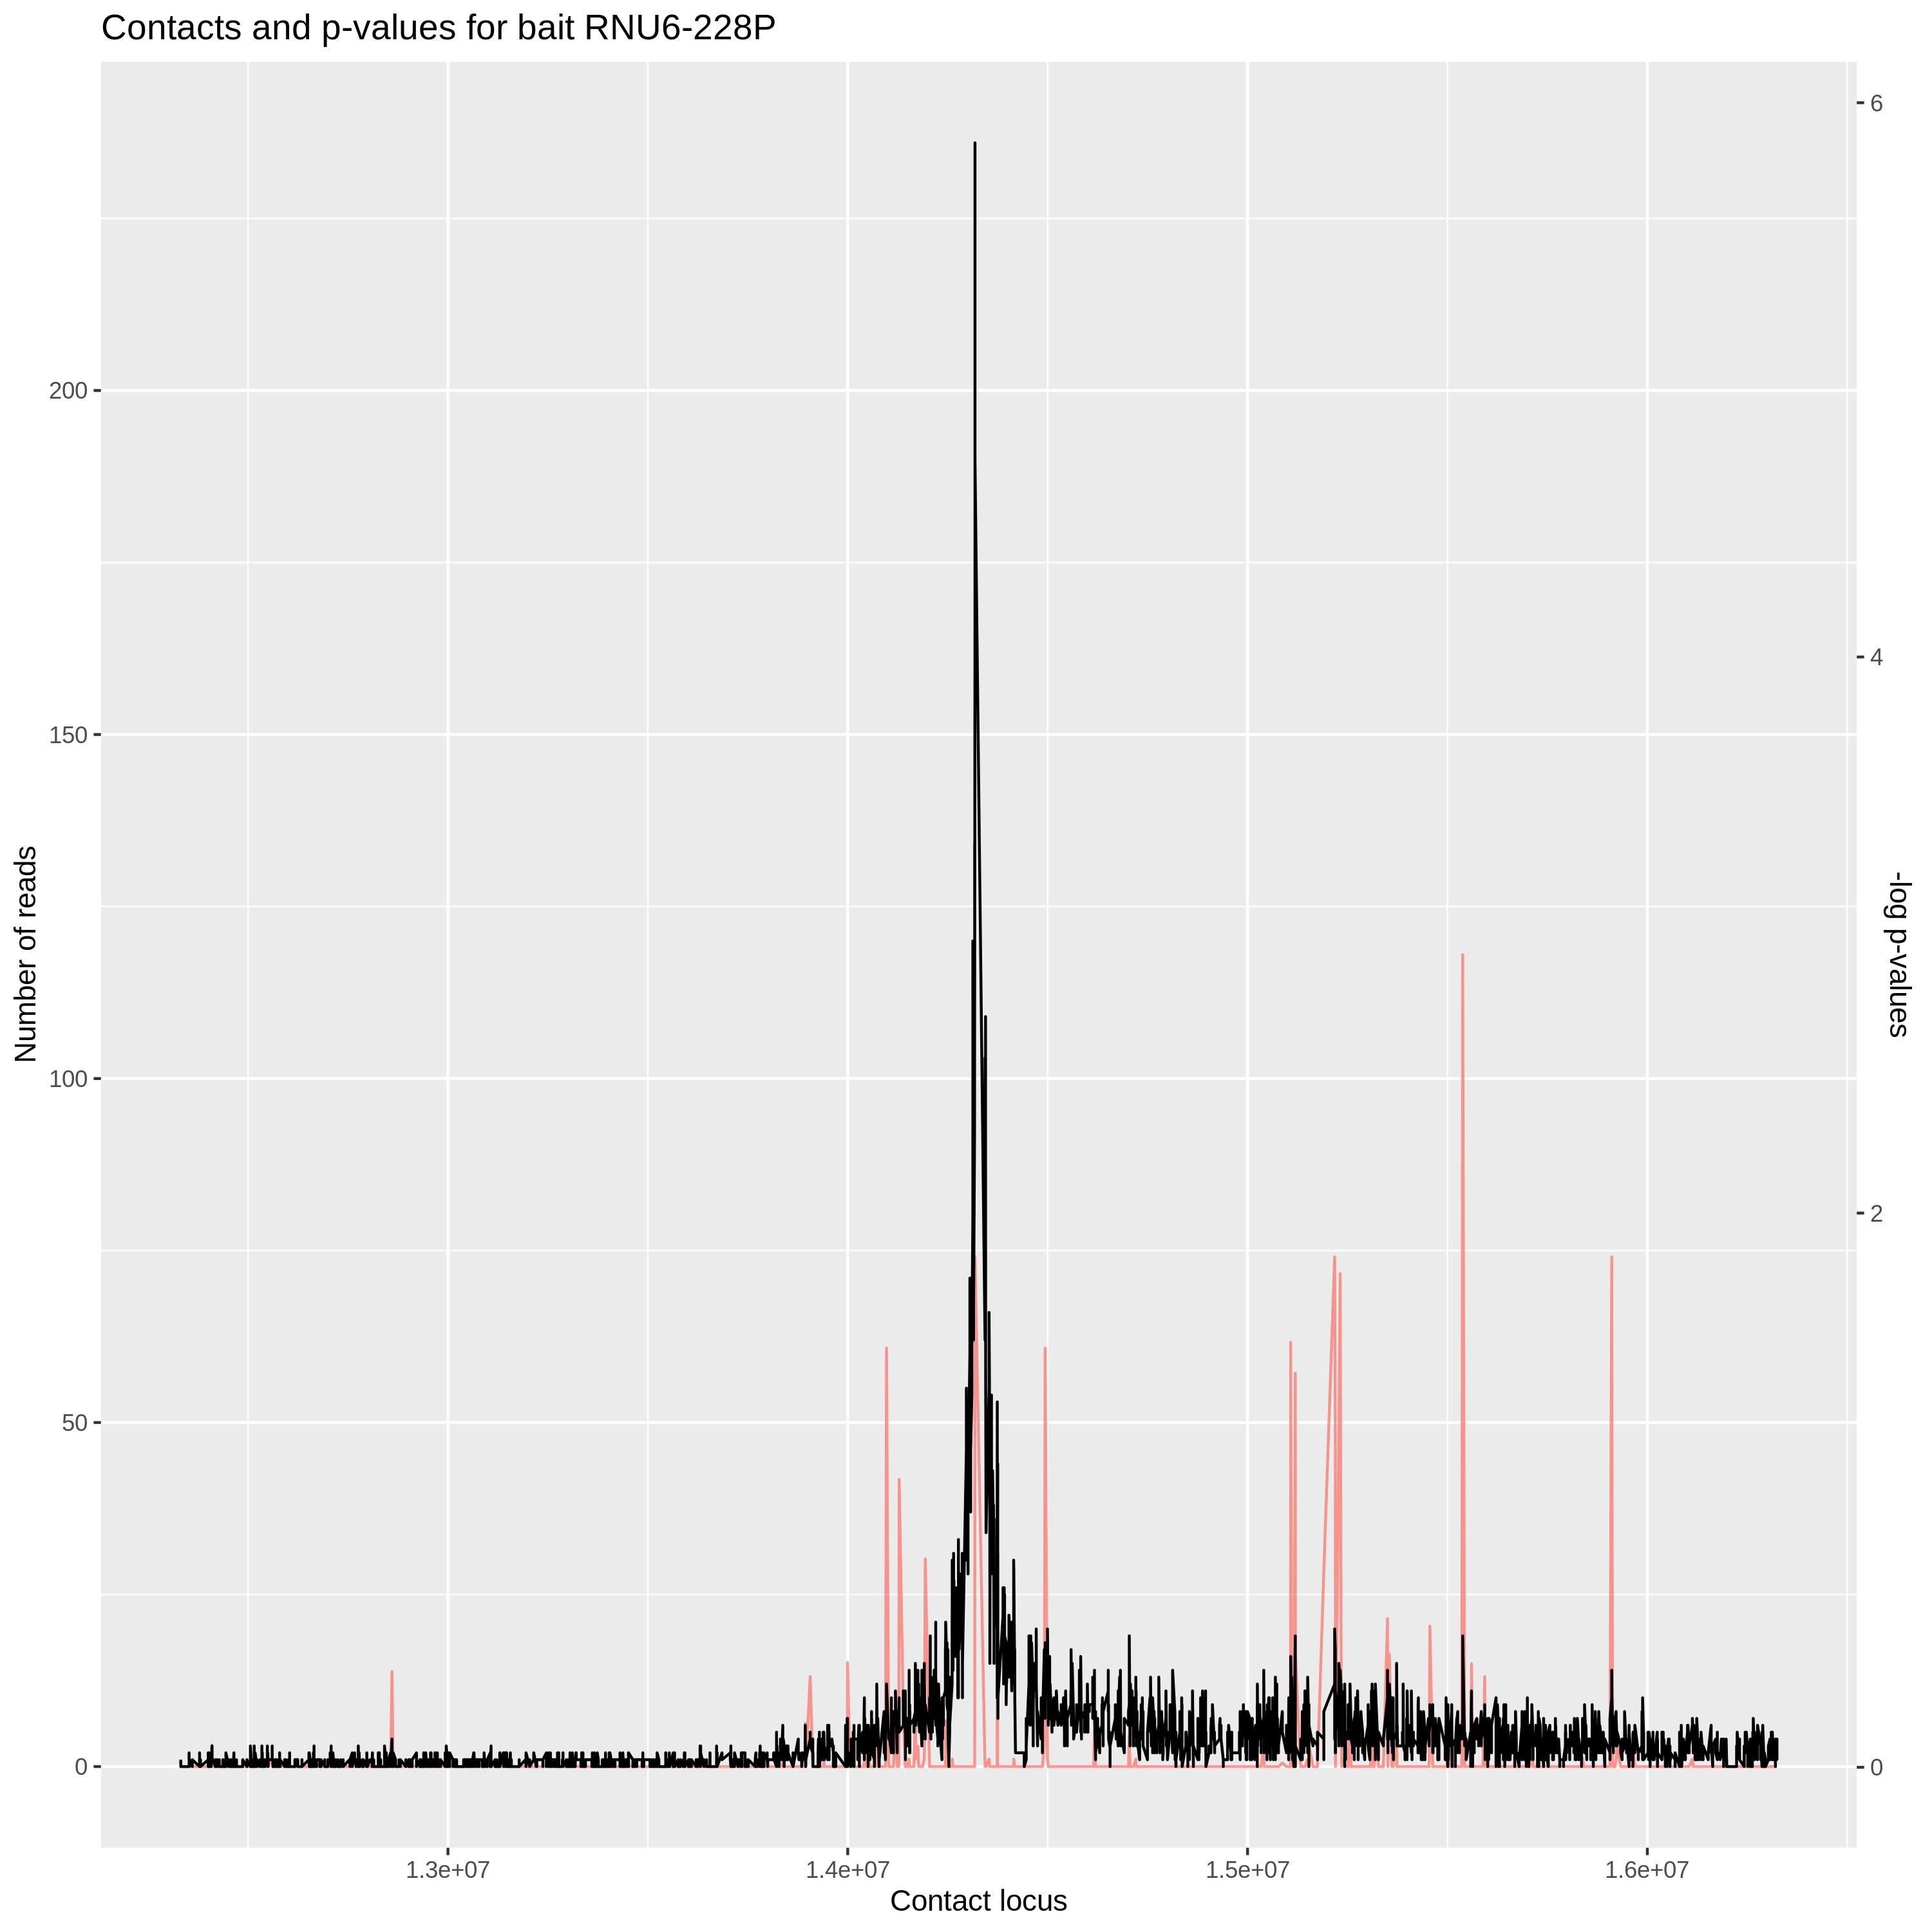 Contacts and p-values for bait RNU6-228P
6
200
4
150
Number of reads
-log p-values
100
2
50
0
0
1.3e+07 1.4e+07 1.5e+07 1.6e+07
Contact locus